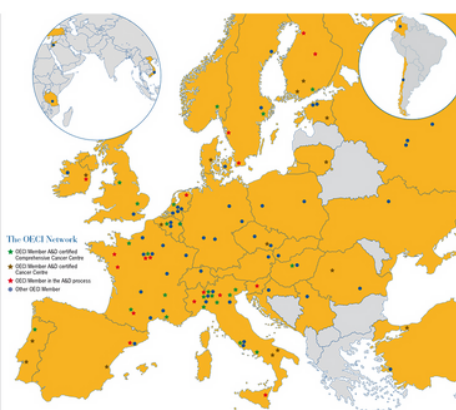 The OECI Network
OECI Member A&D certified
Comprehensive Cancer Centre
OECI Member A&D certified
Cancer Centre
OECI Member in the A&D process
Other OECI Member